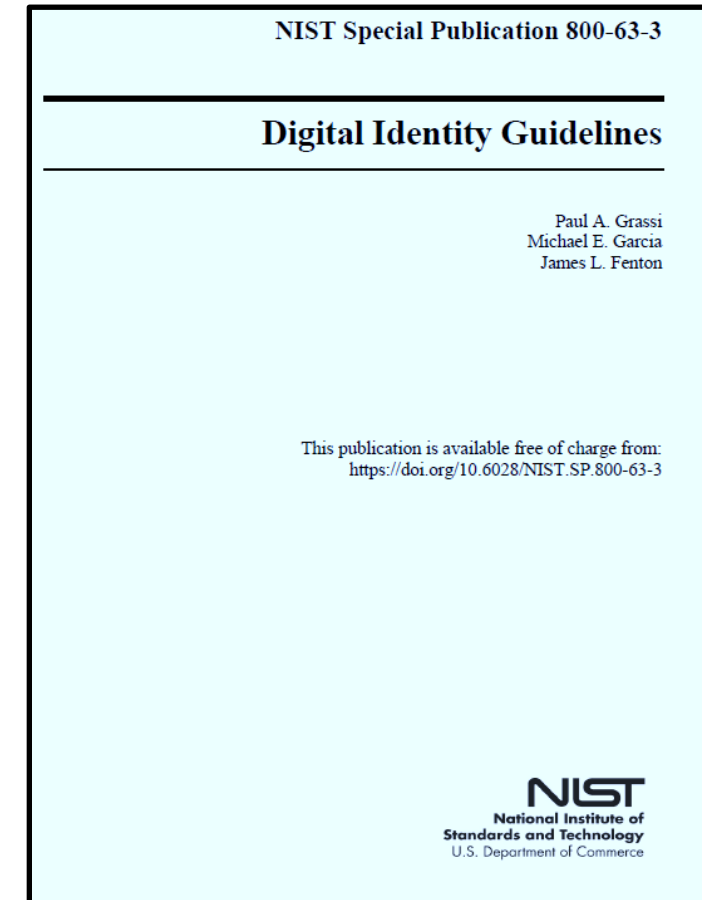 NIST Special Publication 800-63-3
Digital Identity Guidelines
Paul A. Grassi
Michael E. Garcia
James L. Fenton
This publication is available free of charge from:
https://doi.org/10.6028/NIST.SP.800-63-3
NIST
National Institute of
Standards and Technology
U.S. Department of Commerce